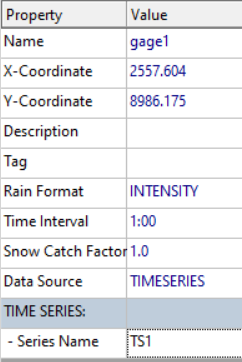 Property Value
Name gage1
X-Coordinate 2557.604
Y-Coordinate 8986.175
Description
Tag
Rain Format INTENSITY
Time Interval 1:00
Snow Catch Factor 1.0
Data Source TIMESERIES
TIME SERIES:
- Series Name TS1